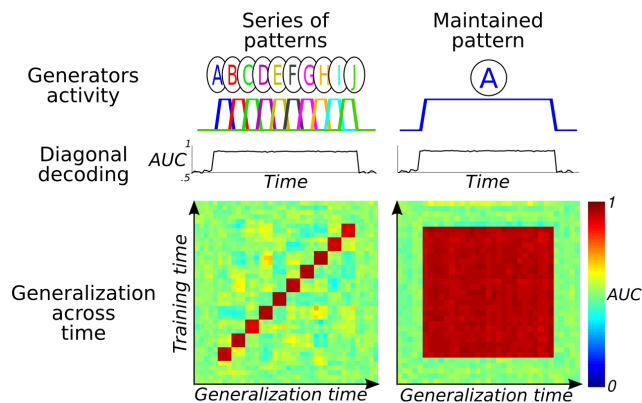 Series of
patterns
Maintained
pattern
Generators
activity
A B C D E F G H I J
A
Diagonal
decoding
AUC
1
.5
Time
Time
Generalization
across
time
Training time
Generalization time
Generalization time
1
AUC
0